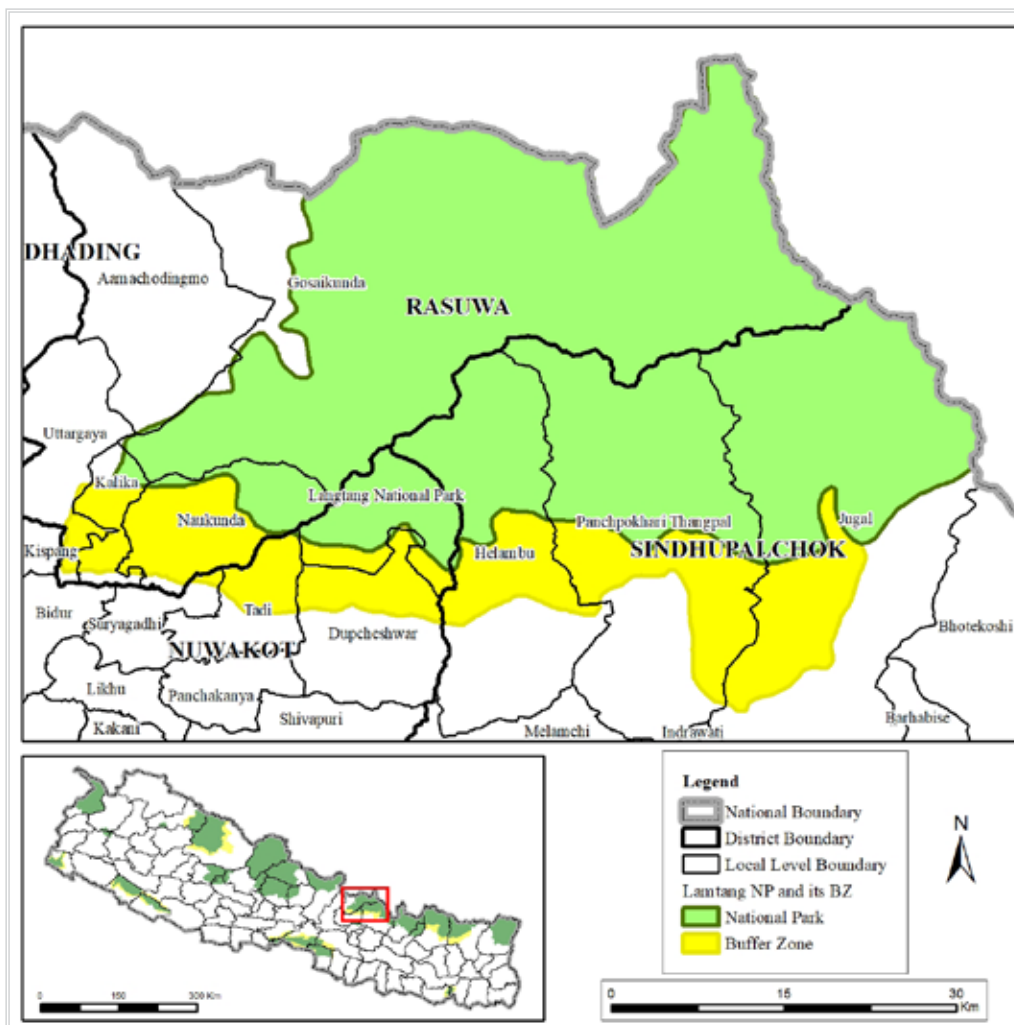 DHADING
Aamachodingmo
Gosaikunda
RASUWA
Uttargaya
Kalika
Langtang National Park
Naukunda
Panchpokhari Thangpal
Jugal
Kispang
Helambu
SINDHUPALCHOK
Bidur
Suryagadhi
Tadi
Dupcheshwar
Bhotekoshi
NUWAKOT
Likhu
Panchakanya
Shivapuri
Kakani
Melamchi
Indrawati
Barhabise
0 150 300 Km
Legend
National Boundary
District Boundary
Local Level Boundary
Lamtang NP and its BZ
National Park
Buffer Zone
N
0 15 30
Km